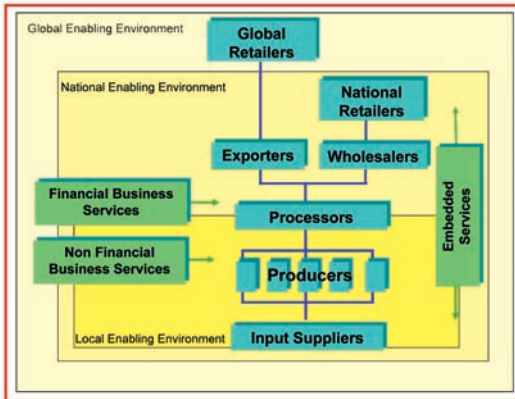 Global Enabling Environment
Global
Retailers
National Enabling Environment
National
Retailers
Exporters
Wholesalers
Financial Business
Services
Embedded
Services
Processors
Non Financial
Business Services
Producers
Input Suppliers
Local Enabling Environment